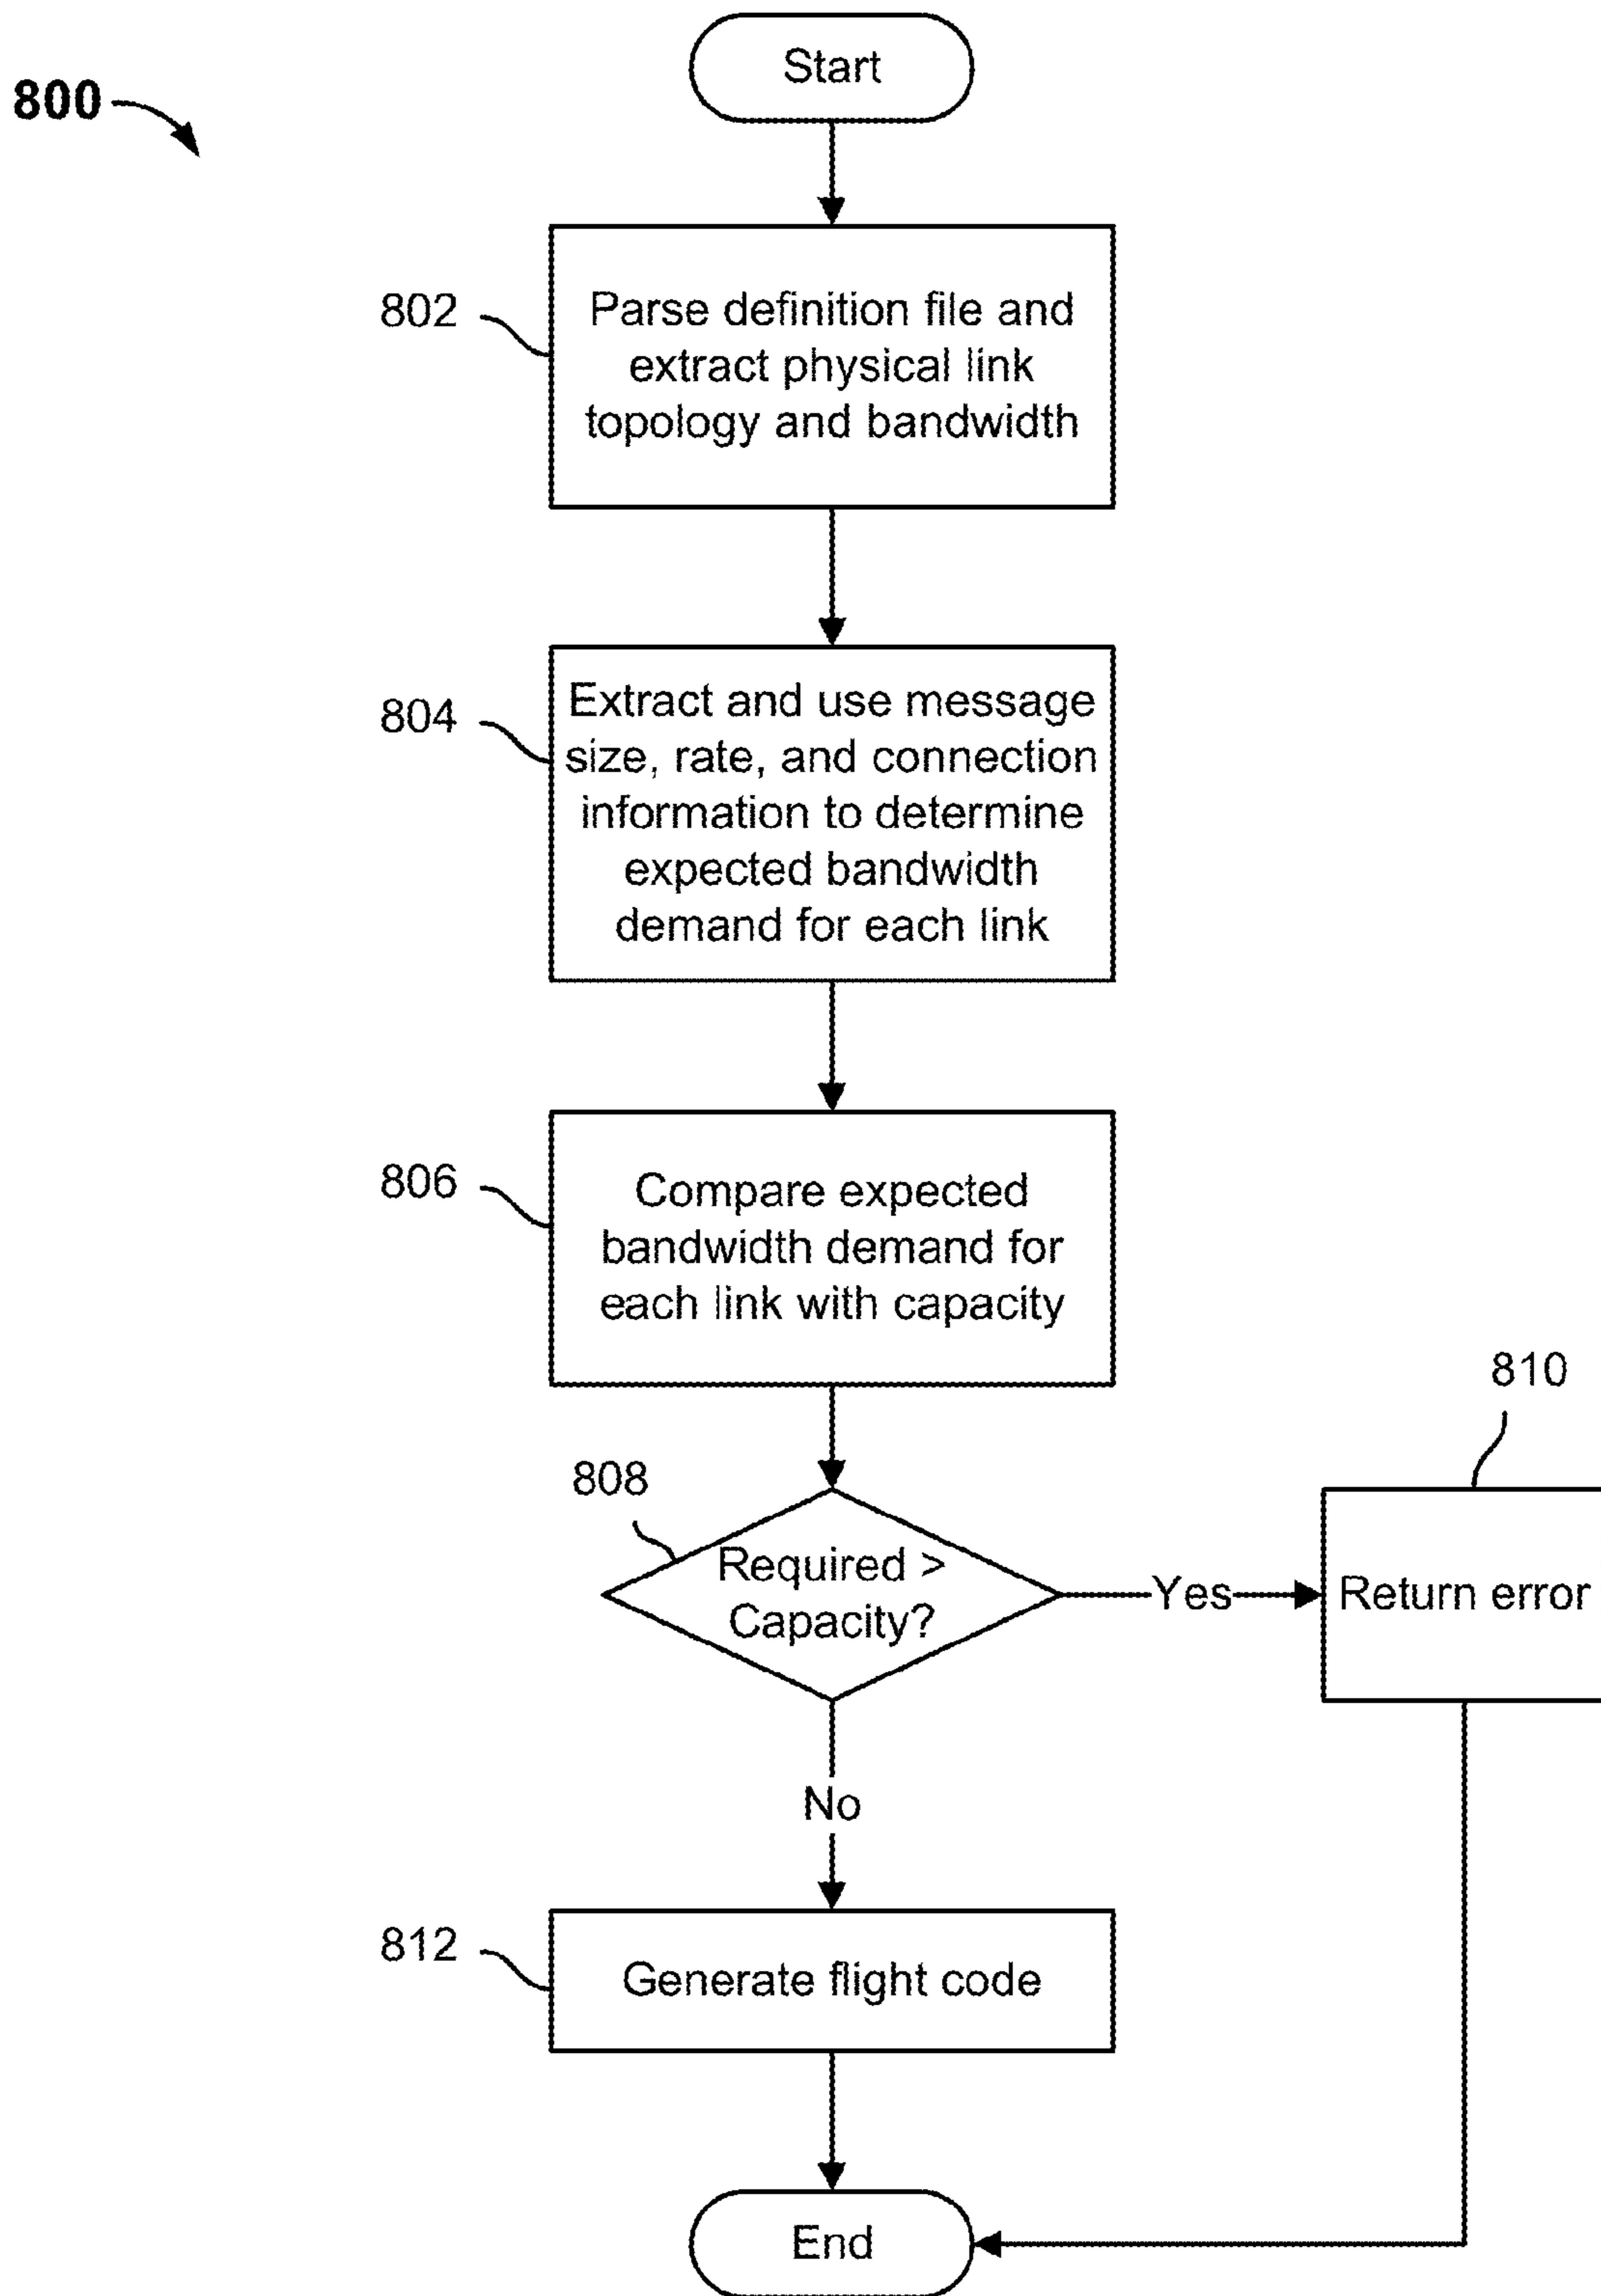 Start
800
802
Parse definition file and
extract physical link
topology and bandwidth
804
Extract and use message
size, rate, and connection
information to determine
expected bandwidth
demand for each link
806
Compare expected
bandwidth demand for
each link with capacity
810
808
Required >
Capacity?
Yes
Return error
No
812
Generate flight code
End